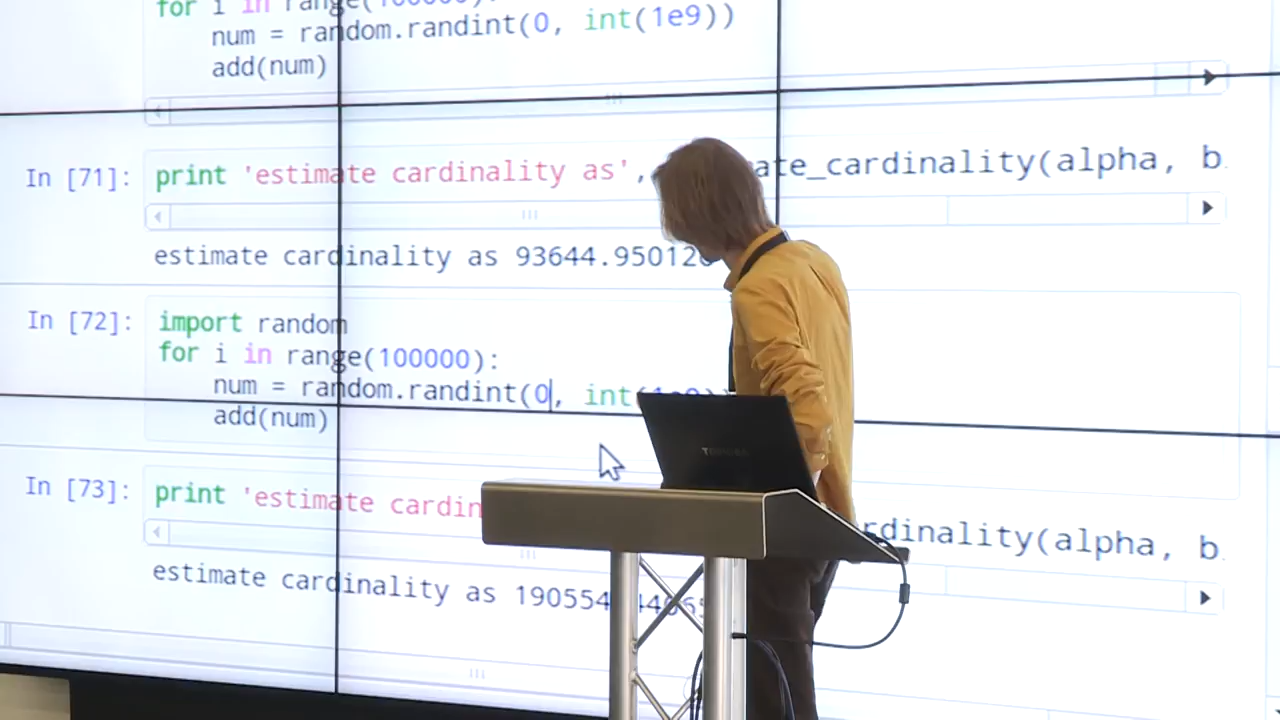 for i in range(100000):
num = random.randint(0, int(1e9))
add(num)
In [71]: print 'estimate cardinality as', ate_cardinality(alpha, b
estimate cardinality as 93644.950120
In [72]: import random
for i in range(100000):
num = random.randint(0, int(1e9))
add(num)
In [73]: print 'estimate cardin rdinality(alpha, b
estimate cardinality as 190554
TOSHIBA